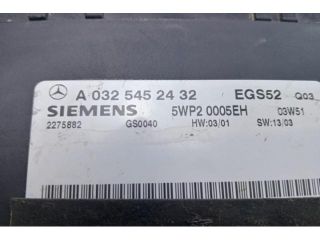 A 032 545 24 32 EGS52 Q03
SIEMENS 5WP2 0005EH 03W51
2275882 GS0040 HW:03/01 SW:13/03